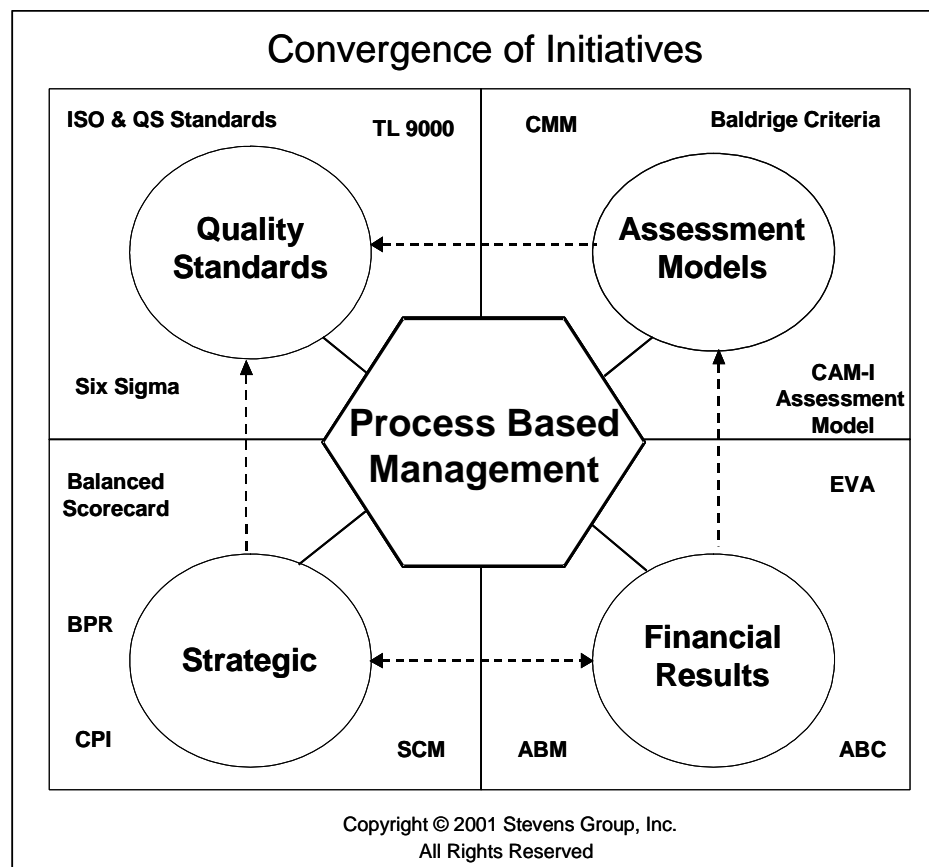 Convergence of Initiatives
ISO & QS Standards
TL 9000
CMM
Baldrige Criteria
Quality
Standards
Assessment
Models
Six Sigma
CAM-I
Assessment
Model
Process Based
Management
Balanced
Scorecard
EVA
BPR
Strategic
Financial
Results
CPI
SCM
ABM
ABC
Copyright © 2001 Stevens Group, Inc.
All Rights Reserved